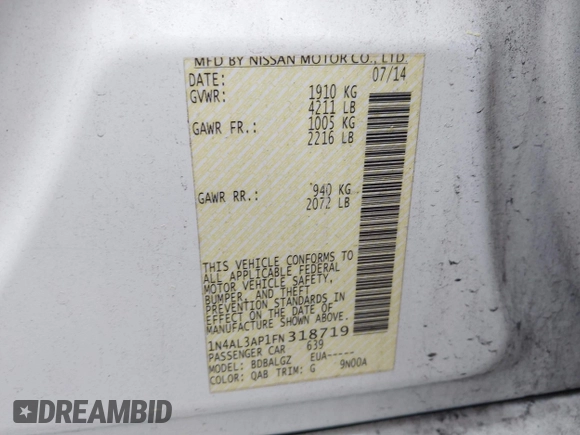 MFD BY NISSAN MOTOR CO., LTD.
DATE: 07/14
GVWR: 1910 KG
4211 LB
GAWR FR.: 1005 KG
2216 LB
GAWR RR.: 940 KG
2072 LB
THIS VEHICLE CONFORMS TO
ALL APPLICABLE FEDERAL
MOTOR VEHICLE SAFETY,
BUMPER, AND THEFT
PREVENTION STANDARDS IN
EFFECT ON THE DATE OF
MANUFACTURE SHOWN ABOVE.
1N4AL3AP1FN318719
PASSENGER CAR 639
MODEL: BDBALGZ EUA-----
COLOR: QAB TRIM: G 9N00A
DREAMBID